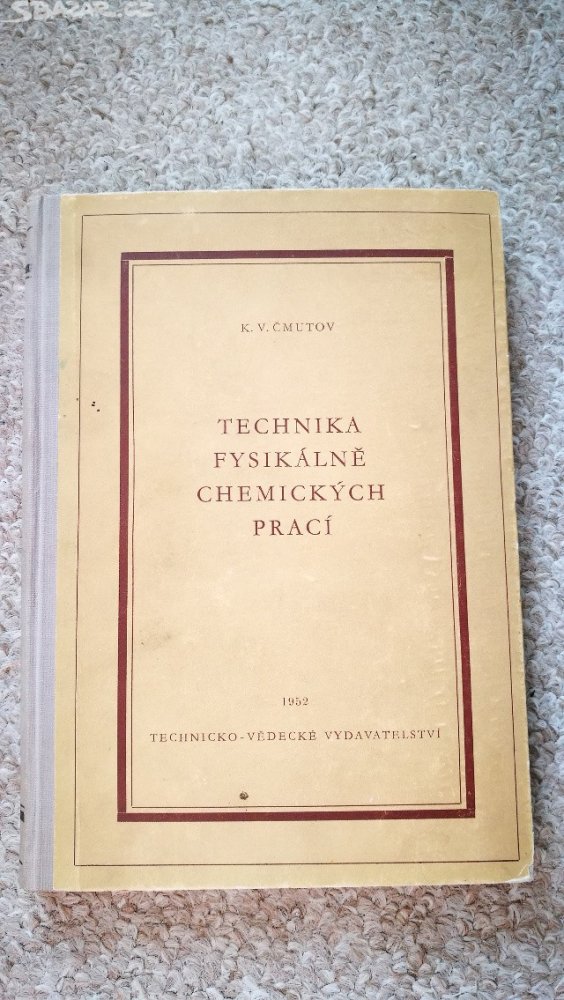 SBAZAR.CZ
K. V. ČMUTOV
TECHNIKA
FYSIKÁLNĚ
CHEMICKÝCH
PRACÍ
1952
TECHNICKO-VĚDECKÉ VYDAVATELSTVÍ